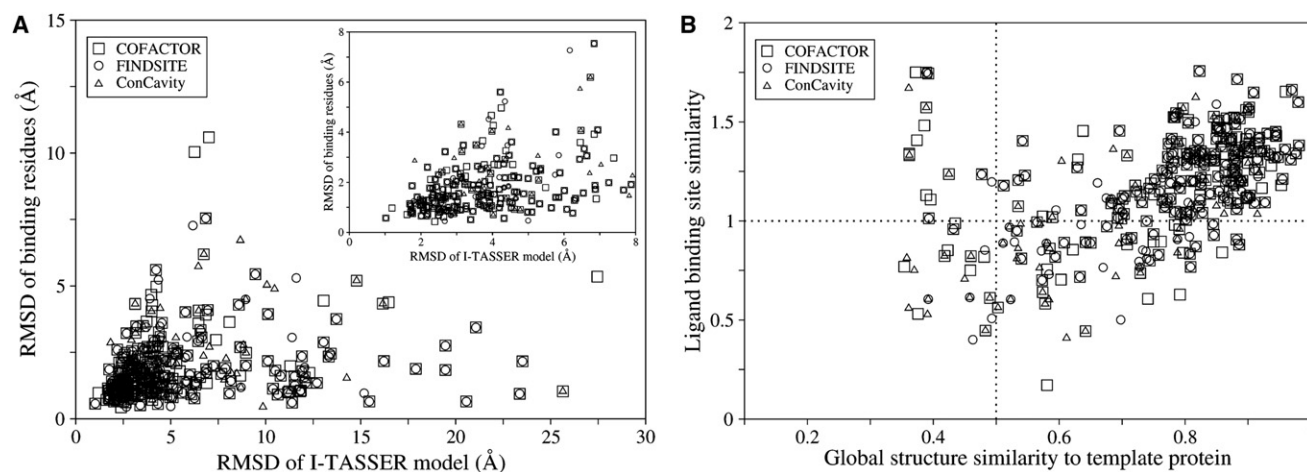 A
15
10
5
0
RMSD of binding residues (Å)
COFACTOR
FINDSITE
ConCavity
8
6
4
2
0
RMSD of binding residues (Å)
0 2 4 6 8
RMSD of I-TASSER model (Å)
0 5 10 15 20 25 30
RMSD of I-TASSER model (Å)
B
2
1.5
1
0.5
0
Ligand binding site similarity
COFACTOR
FINDSITE
ConCavity
0.2 0.4 0.6 0.8
Global structure similarity to template protein